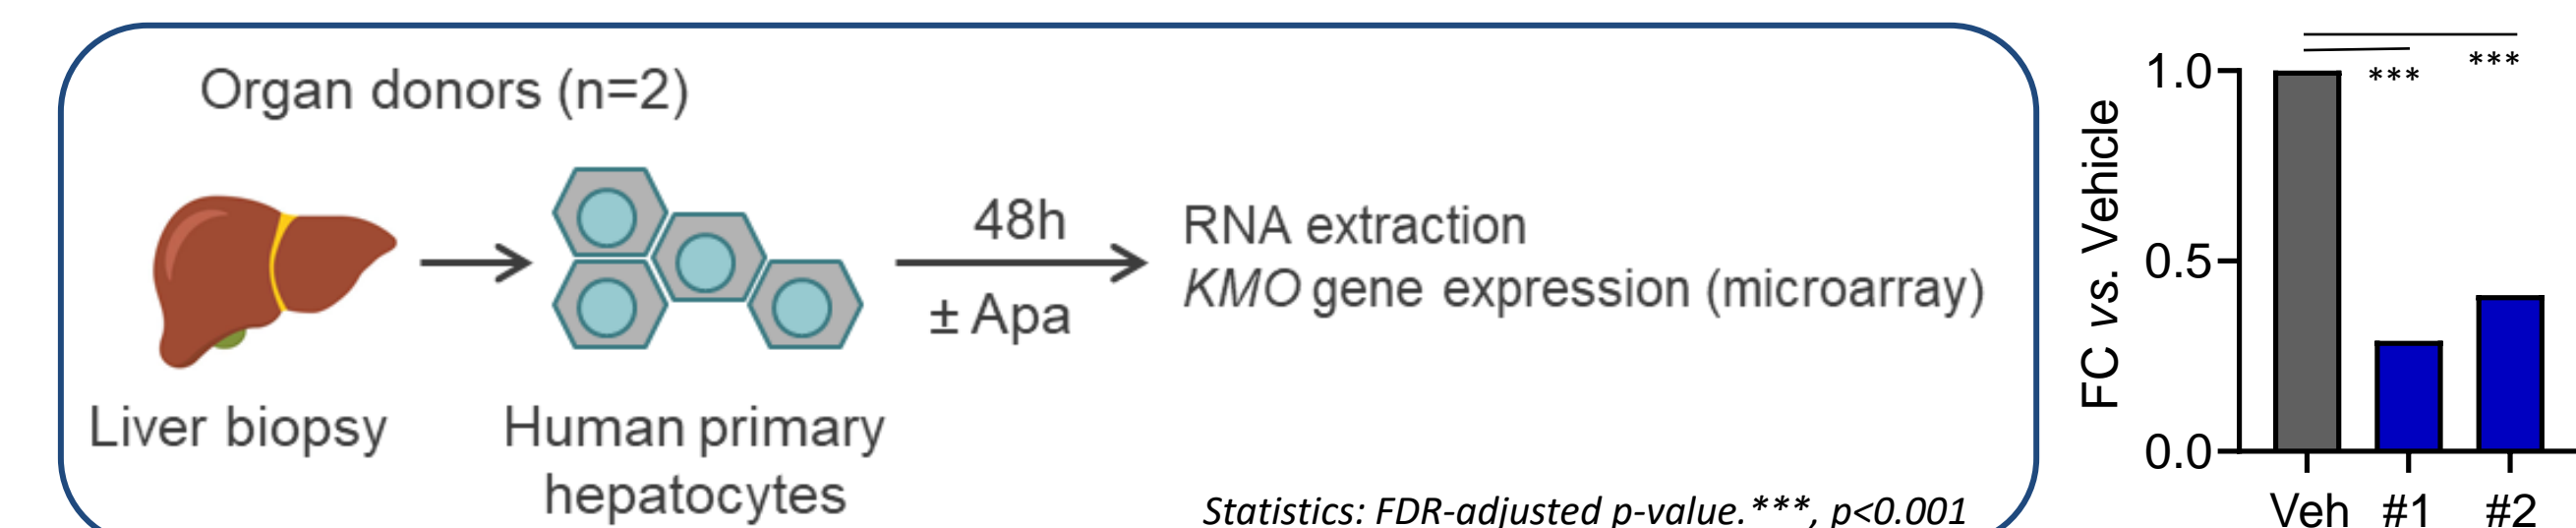 Organ donors (n=2)
48h
± Apa
RNA extraction
KMO gene expression (microarray)
Liver biopsy
Human primary
hepatocytes
Statistics: FDR-adjusted p-value.***, p<0.001
FC vs. Vehicle
1.0
0.5
0.0
***
***
Veh #1 #2